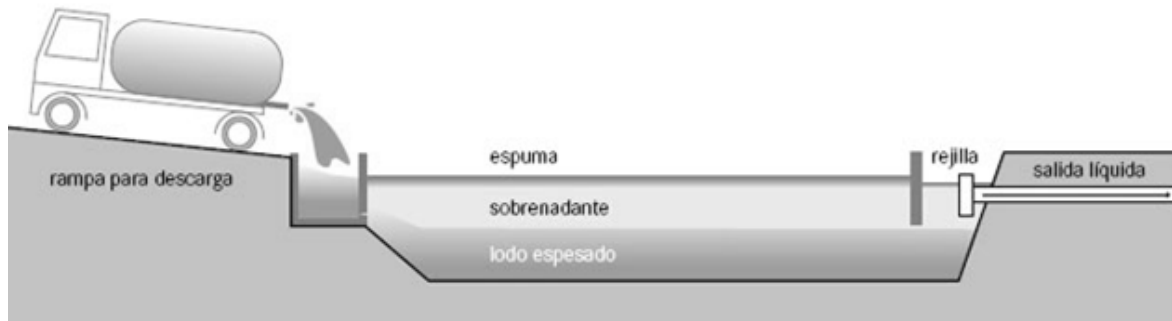 espuma
rejilla
salida líquida
rampa para descarga
sobrenadante
lodo espesado